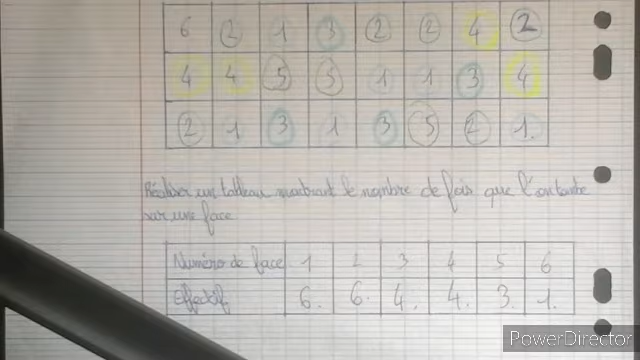 6 2 1 3 2 2 4 2
4 4 5 5 1 1 3 4
2 1 3 1 3 5 2 1.
Réaliser un tableau montrant le nombre de fois que l'on tombe
sur une face
Numéro de face 1 2 3 4 5 6
Effectif 6. 6. 4. 4. 3. 1.
PowerDirector